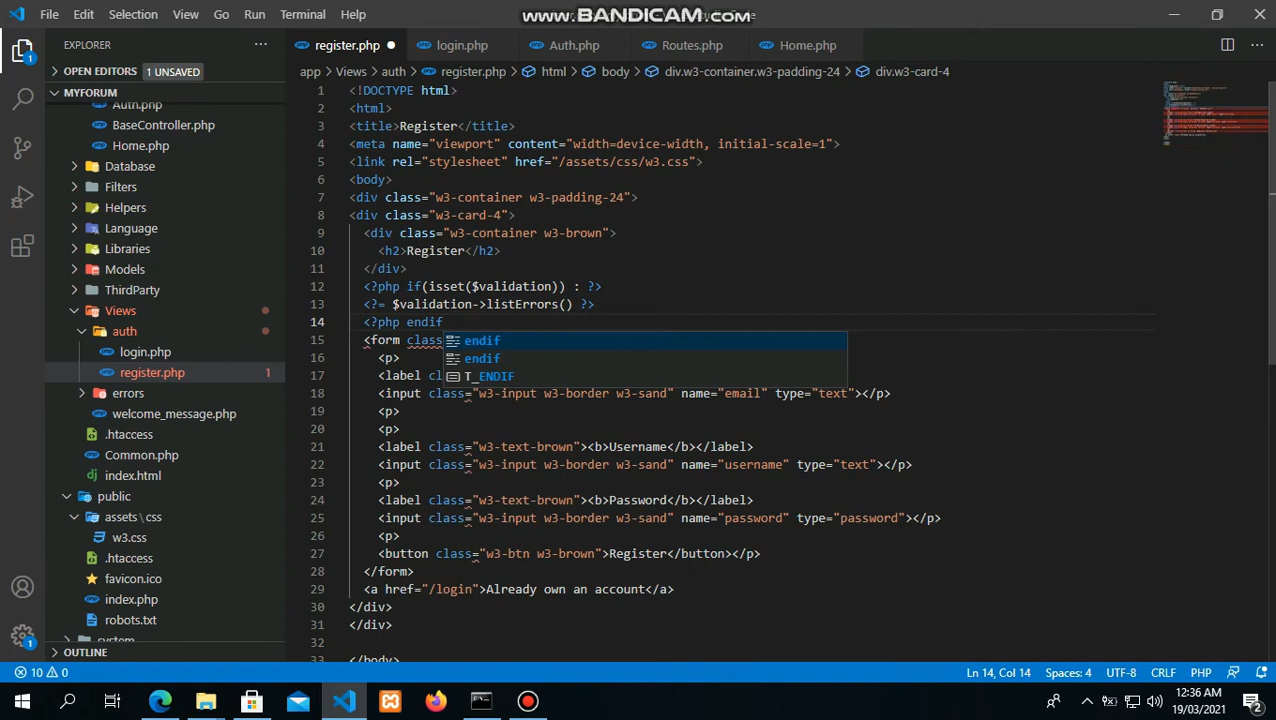 File Edit Selection View Go Run Terminal Help
www.BANDICAM.com
EXPLORER
register.php login.php Auth.php Routes.php Home.php
OPEN EDITORS 1 UNSAVED
app > Views > auth > register.php > html > body > div.w3-container.w3-padding-24 > div.w3-card-4
MYFORUM
Auth.php
BaseController.php
Home.php
Database
Filters
Helpers
Language
Libraries
Models
ThirdParty
Views
auth
login.php
register.php 1
errors
welcome_message.php
.htaccess
Common.php
index.html
public
assets\css
w3.css
.htaccess
favicon.ico
index.php
robots.txt
system
OUTLINE
1 <!DOCTYPE html>
2 <html>
3 <title>Register</title>
4 <meta name="viewport" content="width=device-width, initial-scale=1">
5 <link rel="stylesheet" href="/assets/css/w3.css">
6 <body>
7 <div class="w3-container w3-padding-24">
8 <div class="w3-card-4">
9 <div class="w3-container w3-brown">
10 <h2>Register</h2>
11 </div>
12 <?php if(isset($validation)) : ?>
13 <?= $validation->listErrors() ?>
14 <?php endif
15 <form class
endif
16 <p>
endif
17 <label cl
T_ENDIF
18 <input class="w3-input w3-border w3-sand" name="email" type="text"></p>
19 <p>
20 <p>
21 <label class="w3-text-brown"><b>Username</b></label>
22 <input class="w3-input w3-border w3-sand" name="username" type="text"></p>
23 <p>
24 <label class="w3-text-brown"><b>Password</b></label>
25 <input class="w3-input w3-border w3-sand" name="password" type="password"></p>
26 <p>
27 <button class="w3-btn w3-brown">Register</button></p>
28 </form>
29 <a href="/login">Already own an account</a>
30 </div>
31 </div>
32
33 </body>
10 0
Ln 14, Col 14 Spaces: 4 UTF-8 CRLF PHP
12:36 AM
19/03/2021
2